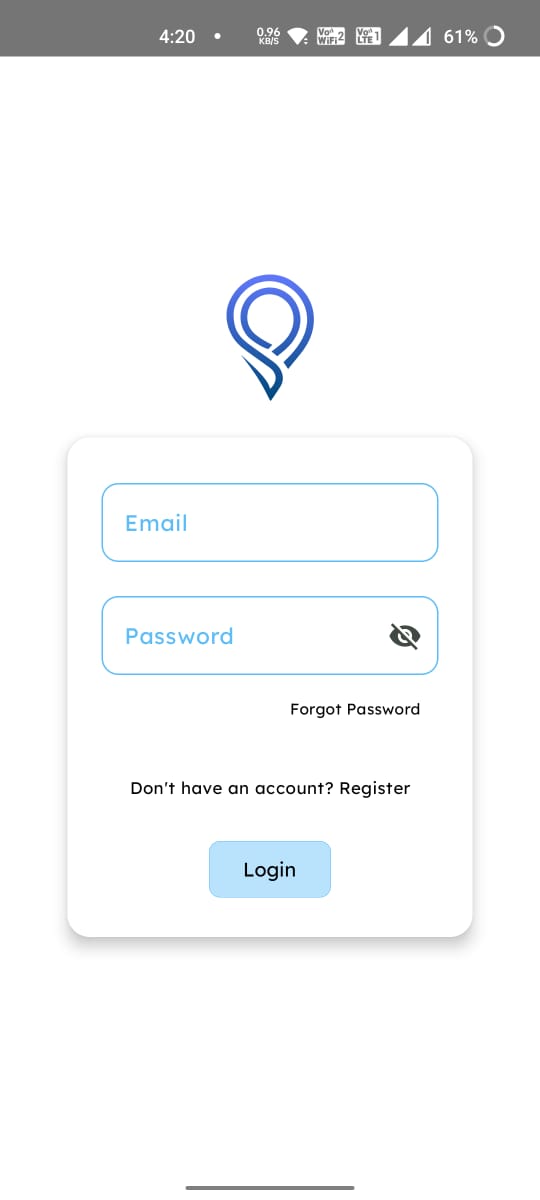 4:20 • 0.96 KB/S Vo WiFi 2 Vo LTE 1 61%
Email
Password
Forgot Password
Don't have an account? Register
Login